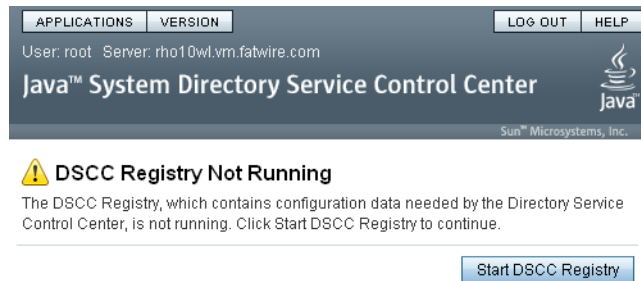 APPLICATIONS VERSION LOG OUT HELP
User: root Server: rho10wl.vm.fatwire.com
Java™ System Directory Service Control Center
Java™
Sun™ Microsystems, Inc.
DSCC Registry Not Running
The DSCC Registry, which contains configuration data needed by the Directory Service
Control Center, is not running. Click Start DSCC Registry to continue.
Start DSCC Registry